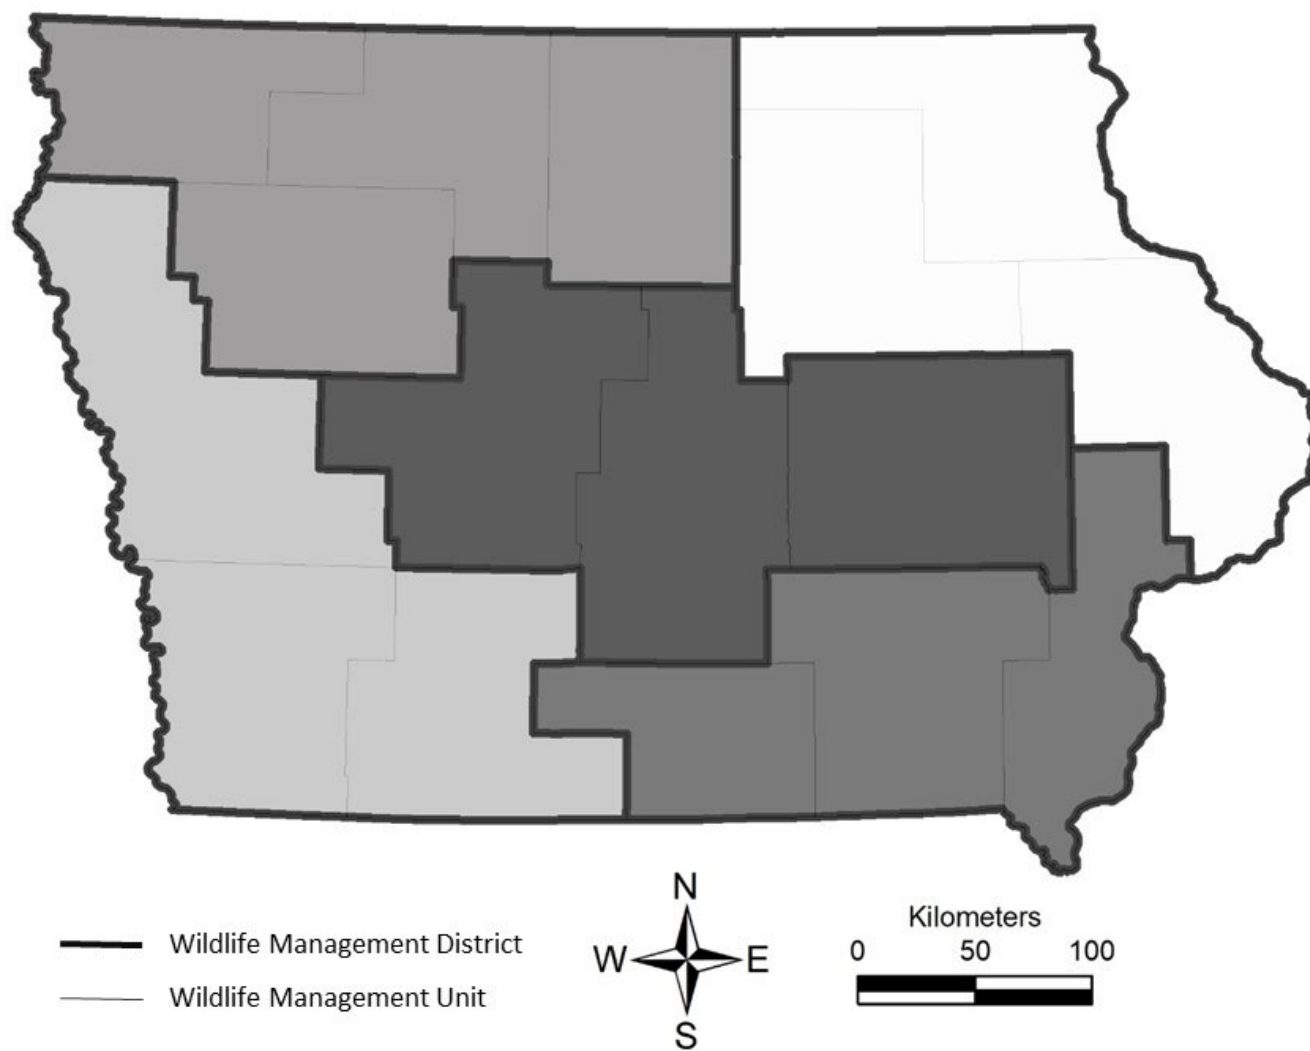 Wildlife Management District
Wildlife Management Unit
N
W E
S
Kilometers
0 50 100